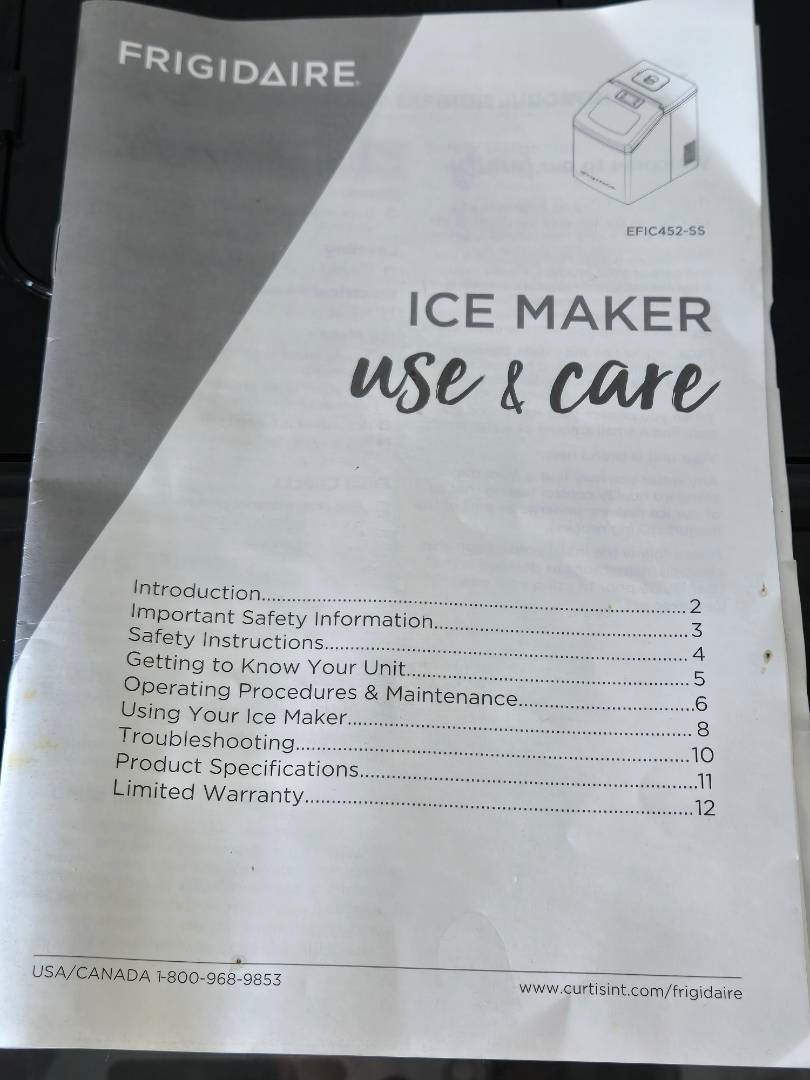 FRIGIDAIRE
EFIC452-SS
ICE MAKER
use & care
Introduction..........2
Important Safety Information..........3
Safety Instructions..........4
Getting to Know Your Unit..........5
Operating Procedures & Maintenance..........6
Using Your Ice Maker..........8
Troubleshooting..........10
Product Specifications..........11
Limited Warranty..........12
USA/CANADA 1-800-968-9853
www.curtisint.com/frigidaire